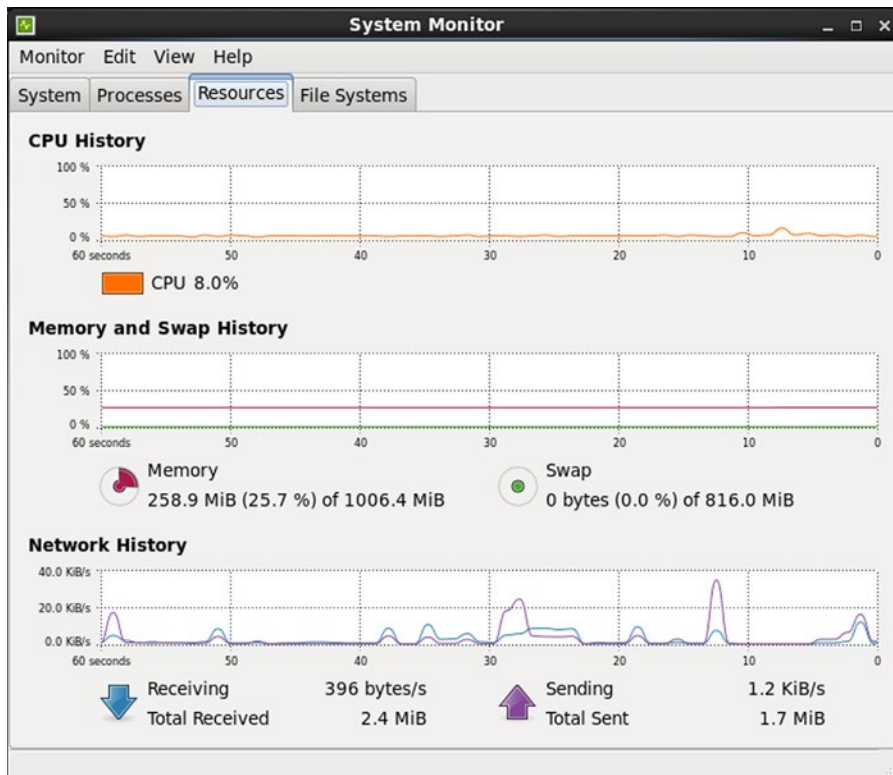 System Monitor
Monitor Edit View Help
System Processes Resources File Systems
CPU History
100 %
50 %
0 %
60 seconds 50 40 30 20 10 0
CPU 8.0%
Memory and Swap History
100 %
50 %
0 %
60 seconds 50 40 30 20 10 0
Memory Swap
258.9 MiB (25.7 %) of 1006.4 MiB 0 bytes (0.0 %) of 816.0 MiB
Network History
40.0 KiB/s
20.0 KiB/s
0.0 KiB/s
60 seconds 50 40 30 20 10 0
Receiving 396 bytes/s Sending 1.2 KiB/s
Total Received 2.4 MiB Total Sent 1.7 MiB